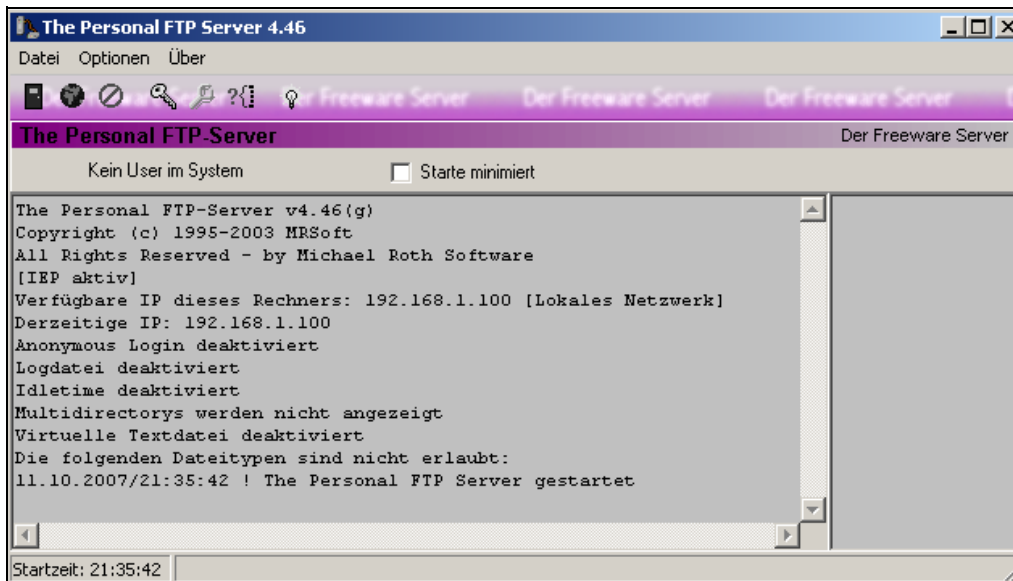 The Personal FTP Server 4.46
Datei Optionen Über
?{ Der Freeware Server Der Freeware Server Der Freeware Server
The Personal FTP-Server Der Freeware Server
Kein User im System Starte minimiert
The Personal FTP-Server v4.46(g)
Copyright (c) 1995-2003 MRSoft
All Rights Reserved - by Michael Roth Software
[IEP aktiv]
Verfügbare IP dieses Rechners: 192.168.1.100 [Lokales Netzwerk]
Derzeitige IP: 192.168.1.100
Anonymous Login deaktiviert
Logdatei deaktiviert
Idletime deaktiviert
Multidirectorys werden nicht angezeigt
Virtuelle Textdatei deaktiviert
Die folgenden Dateitypen sind nicht erlaubt:
11.10.2007/21:35:42 ! The Personal FTP Server gestartet
Startzeit: 21:35:42